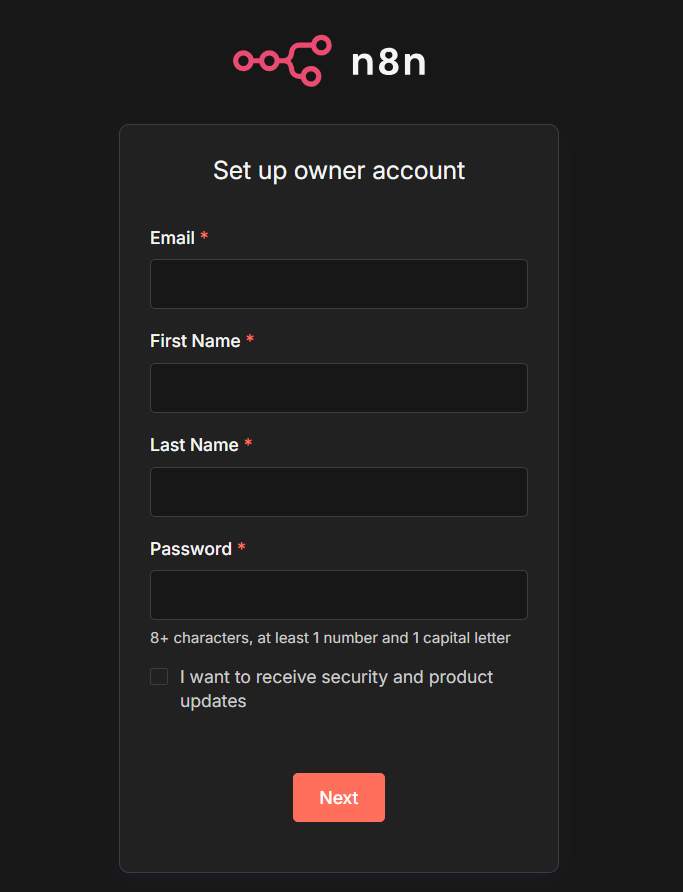 n8n
Set up owner account
Email *
First Name *
Last Name *
Password *
8+ characters, at least 1 number and 1 capital letter
I want to receive security and product
updates
Next